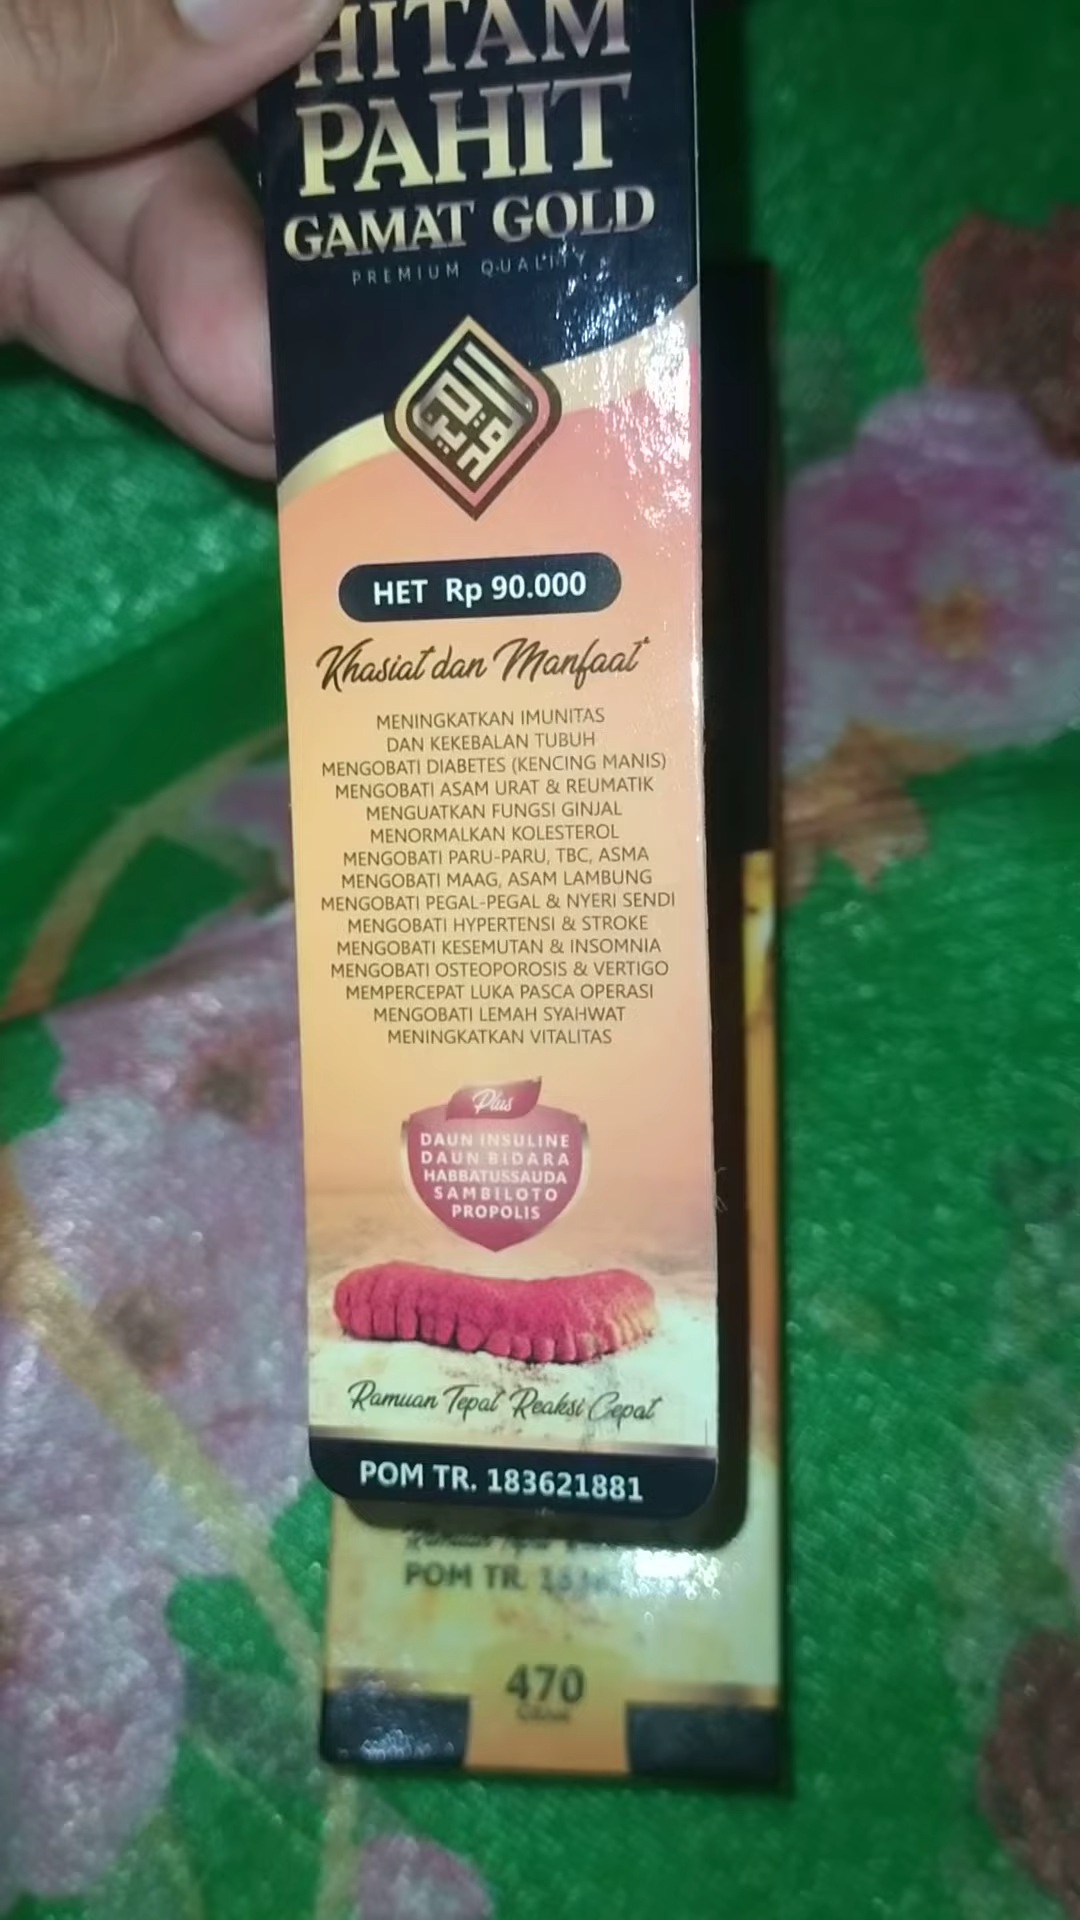 HITAM
PAHIT
GAMAT GOLD
PREMIUM QUALITY
HET Rp 90.000
Khasiat dan Manfaat
MENINGKATKAN IMUNITAS
DAN KEKEBALAN TUBUH
MENGOBATI DIABETES (KENCING MANIS)
MENGOBATI ASAM URAT & REUMATIK
MENGUATKAN FUNGSI GINJAL
MENORMALKAN KOLESTEROL
MENGOBATI PARU-PARU, TBC, ASMA
MENGOBATI MAAG, ASAM LAMBUNG
MENGOBATI PEGAL-PEGAL & NYERI SENDI
MENGOBATI HYPERTENSI & STROKE
MENGOBATI KESEMUTAN & INSOMNIA
MENGOBATI OSTEOPOROSIS & VERTIGO
MEMPERCEPAT LUKA PASCA OPERASI
MENGOBATI LEMAH SYAHWAT
MENINGKATKAN VITALITAS
Plus
DAUN INSULINE
DAUN BIDARA
HABBATUSSAUDA
SAMBILOTO
PROPOLIS
Ramuan Tepat Reaksi Cepat
POM TR. 183621881
Ramuan Tepat
POM TR.
470